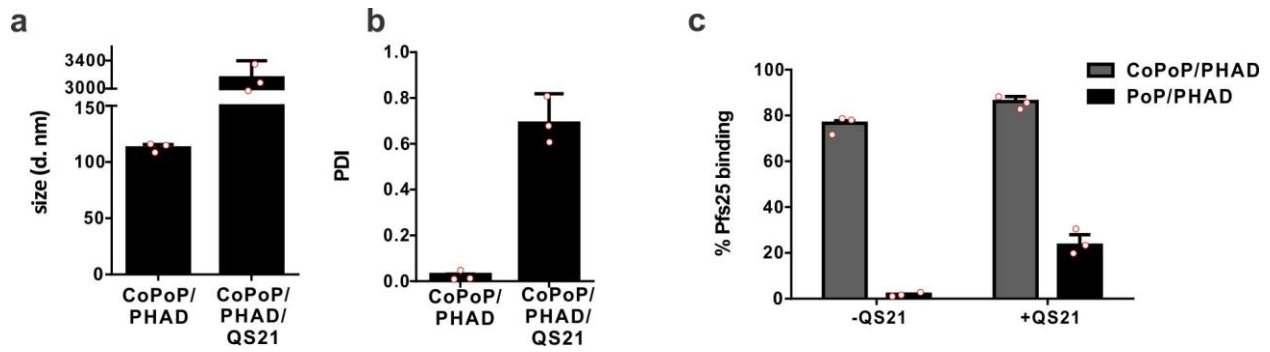 a
size (d. nm)
3400
3000
150
100
50
0
CoPoP/
PHAD
CoPoP/
PHAD/
QS21
b
PDI
1.0
0.8
0.6
0.4
0.2
0.0
CoPoP/
PHAD
CoPoP/
PHAD/
QS21
c
% Pfs25 binding
100
80
60
40
20
0
-QS21
+QS21
CoPoP/PHAD
PoP/PHAD